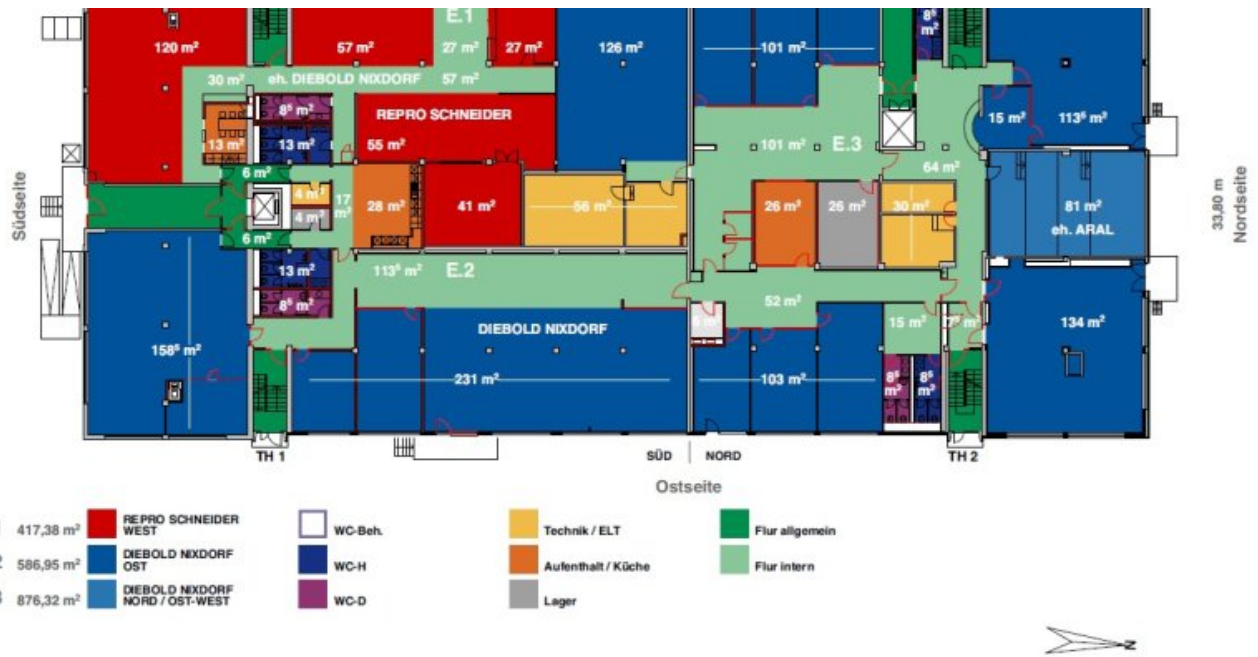 E.1
8⁵
m²
120 m²
57 m²
27 m²
27 m²
126 m²
101 m²
30 m²
eh. DIEBOLD NIXDORF
57 m²
8⁵ m²
REPRO SCHNEIDER
15 m²
113⁵ m²
13 m²
13 m²
55 m²
101 m²
E.3
6 m²
64 m²
4 m²
17
m²
28 m²
41 m²
56 m²
26 m²
26 m²
30 m²
81 m²
4 m²
eh. ARAL
6 m²
Südseite
33,80 m
Nordseite
13 m²
113⁵ m²
E.2
8⁵ m²
52 m²
15 m²
134 m²
DIEBOLD NIXDORF
158⁵ m²
231 m²
103 m²
8⁵
m²
8⁵
m²
TH 1
SÜD
NORD
TH 2
Ostseite
417,38 m²
REPRO SCHNEIDER
WEST
WC-Beh.
Technik / ELT
Flur allgemein
586,95 m²
DIEBOLD NIXDORF
OST
WC-H
Aufenthalt / Küche
Flur intern
876,32 m²
DIEBOLD NIXDORF
NORD / OST-WEST
WC-D
Lager
N